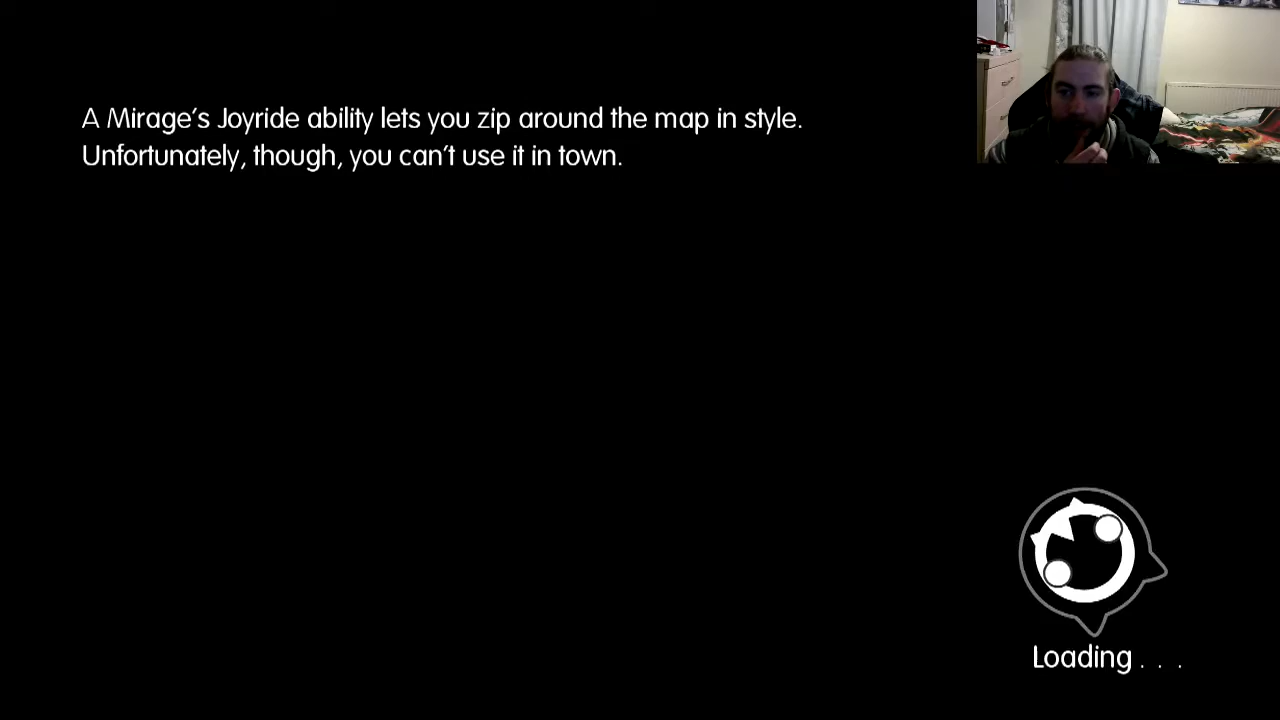 A Mirage's Joyride ability lets you zip around the map in style.
Unfortunately, though, you can't use it in town.
Loading . . .